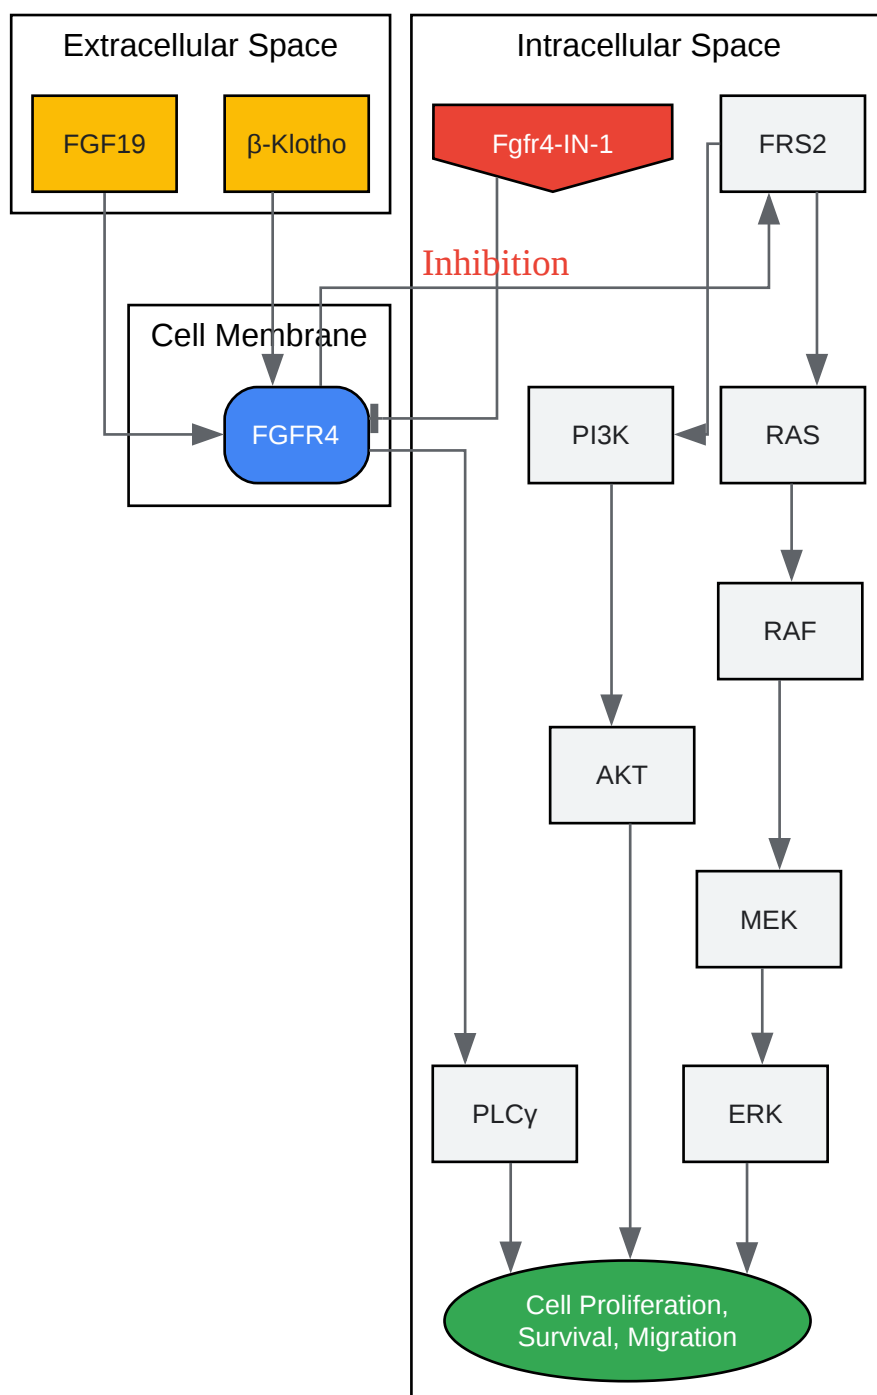 Extracellular Space
Intracellular Space
FGF19
β-Klotho
Fgfr4-IN-1
FRS2
Inhibition
Cell Membrane
FGFR4
PI3K
RAS
RAF
AKT
MEK
PLCγ
ERK
Cell Proliferation,
Survival, Migration